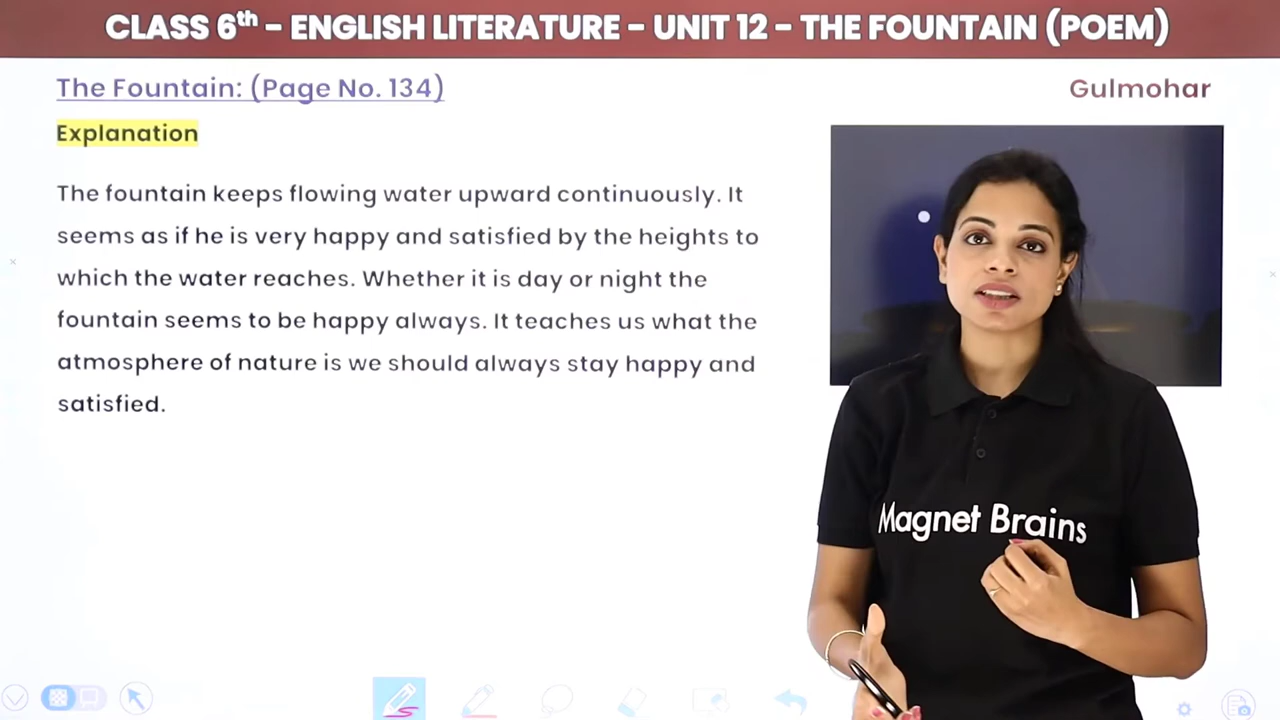 CLASS 6th - ENGLISH LITERATURE - UNIT 12 - THE FOUNTAIN (POEM)
The Fountain: (Page No. 134)
Gulmohar
Explanation
The fountain keeps flowing water upward continuously. It
seems as if he is very happy and satisfied by the heights to
which the water reaches. Whether it is day or night the
fountain seems to be happy always. It teaches us what the
atmosphere of nature is we should always stay happy and
satisfied.
Magnet Brains